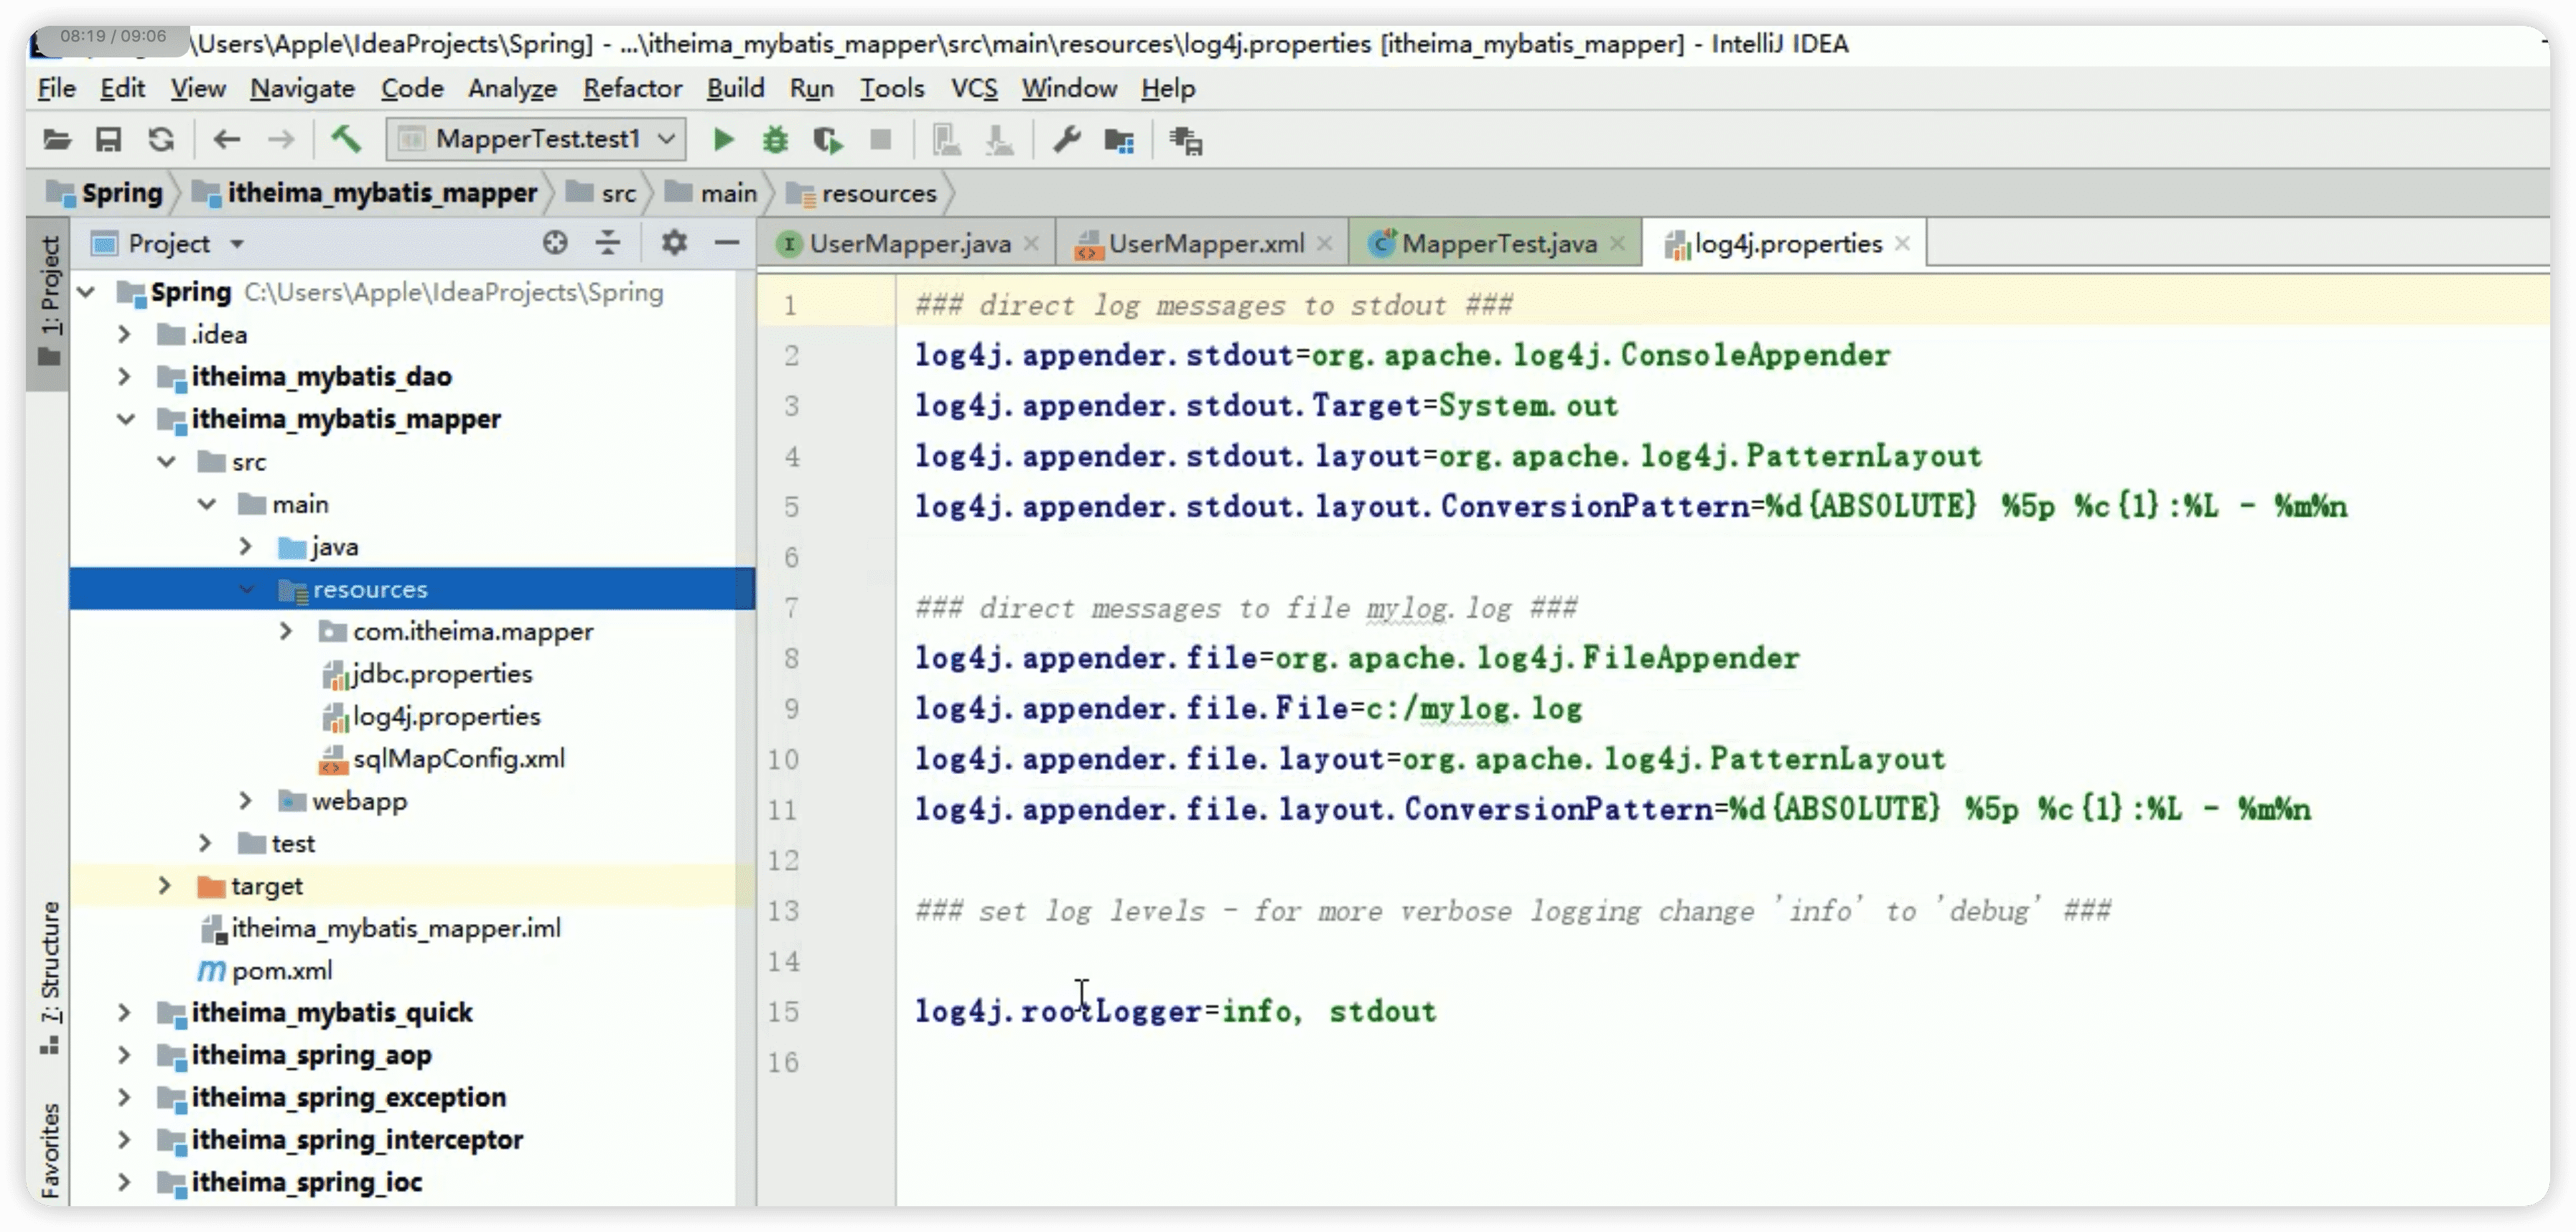 08:19 / 09:06
\Users\Apple\IdeaProjects\Spring] - ...\itheima_mybatis_mapper\src\main\resources\log4j.properties [itheima_mybatis_mapper] - IntelliJ IDEA
File Edit View Navigate Code Analyze Refactor Build Run Tools VCS Window Help
MapperTest.test1
Spring itheima_mybatis_mapper src main resources
1: Project
7: Structure
Favorites
Project
Spring C:\Users\Apple\IdeaProjects\Spring
.idea
itheima_mybatis_dao
itheima_mybatis_mapper
src
main
java
resources
com.itheima.mapper
jdbc.properties
log4j.properties
sqlMapConfig.xml
webapp
test
target
itheima_mybatis_mapper.iml
pom.xml
itheima_mybatis_quick
itheima_spring_aop
itheima_spring_exception
itheima_spring_interceptor
itheima_spring_ioc
UserMapper.java UserMapper.xml MapperTest.java log4j.properties
1 ### direct log messages to stdout ###
2 log4j.appender.stdout=org.apache.log4j.ConsoleAppender
3 log4j.appender.stdout.Target=System.out
4 log4j.appender.stdout.layout=org.apache.log4j.PatternLayout
5 log4j.appender.stdout.layout.ConversionPattern=%d{ABSOLUTE} %5p %c{1}:%L - %m%n
6
7 ### direct messages to file mylog.log ###
8 log4j.appender.file=org.apache.log4j.FileAppender
9 log4j.appender.file.File=c:/mylog.log
10 log4j.appender.file.layout=org.apache.log4j.PatternLayout
11 log4j.appender.file.layout.ConversionPattern=%d{ABSOLUTE} %5p %c{1}:%L - %m%n
12
13 ### set log levels - for more verbose logging change 'info' to 'debug' ###
14
15 log4j.rootLogger=info, stdout
16